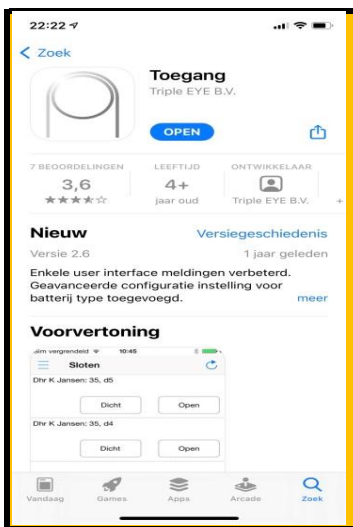 22:22
Zoek
Toegang
Triple EYE B.V.
OPEN
7 BEOORDELINGEN LEEFTIJD ONTWIKKELAAR
3,6 4+
jaar oud Triple EYE B.V.
Nieuw Versiegeschiedenis
Versie 2.6 1 jaar geleden
Enkele user interface meldingen verbeterd.
Geavanceerde configuratie instelling voor
batterij type toegevoegd. meer
Voorvertoning
sim vergrendeld 10:45
Sloten
Dhr K Jansen: 35, d5
Dicht Open
Dhr K Jansen: 35, d4
Dicht Open
Vandaag Games Apps Arcade Zoek